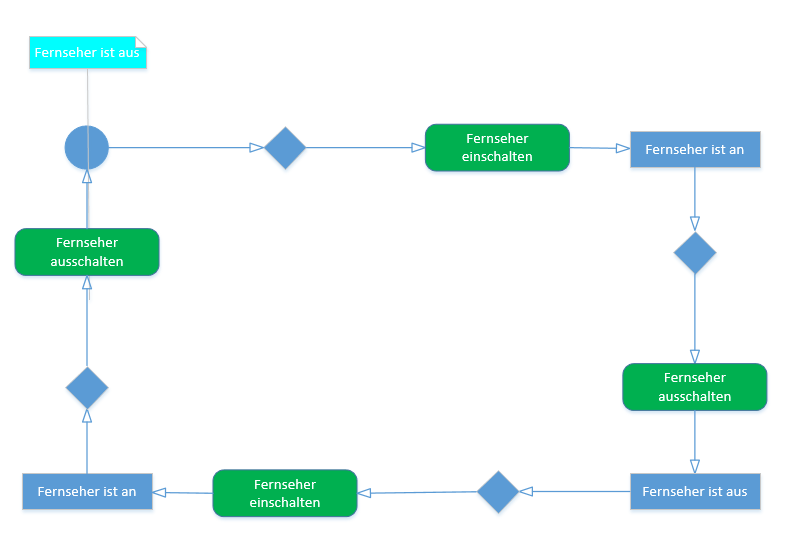 Fernseher ist aus
Fernseher
einschalten
Fernseher ist an
Fernseher
ausschalten
Fernseher
ausschalten
Fernseher ist an
Fernseher
einschalten
Fernseher ist aus